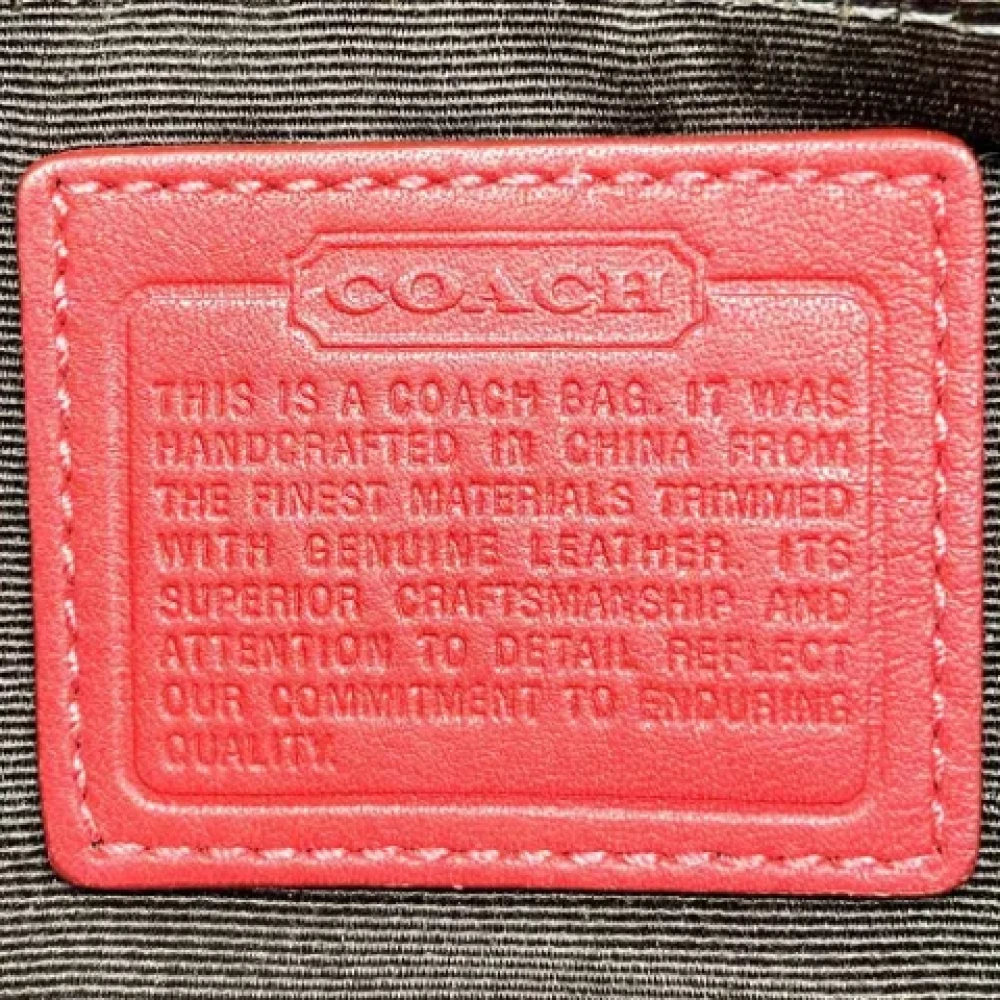 COACH
THIS IS A COACH BAG. IT WAS
HANDCRAFTED IN CHINA FROM
THE FINEST MATERIALS TRIMMED
WITH GENUINE LEATHER. ITS
SUPERIOR CRAFTSMANSHIP AND
ATTENTION TO DETAIL REFLECT
OUR COMMITMENT TO ENDURING
QUALITY.